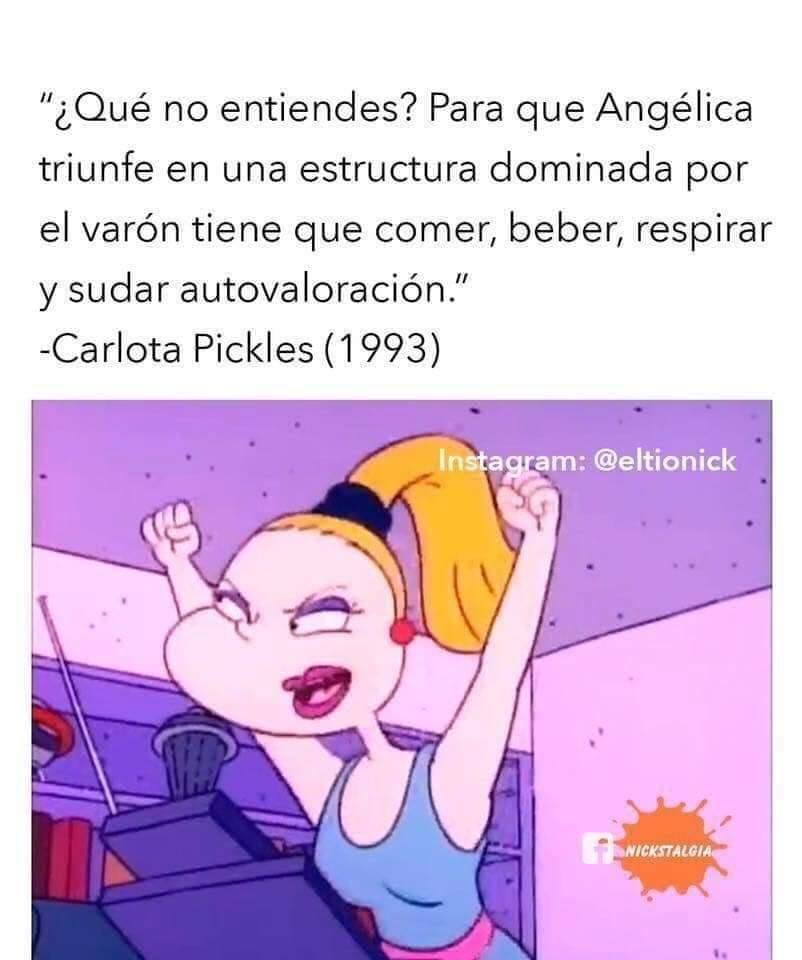 “¿Qué no entiendes? Para que Angélica
triunfe en una estructura dominada por
el varón tiene que comer, beber, respirar
y sudar autovaloración.”
-Carlota Pickles (1993)
Instagram: @eltionick
NICKSTALGIA